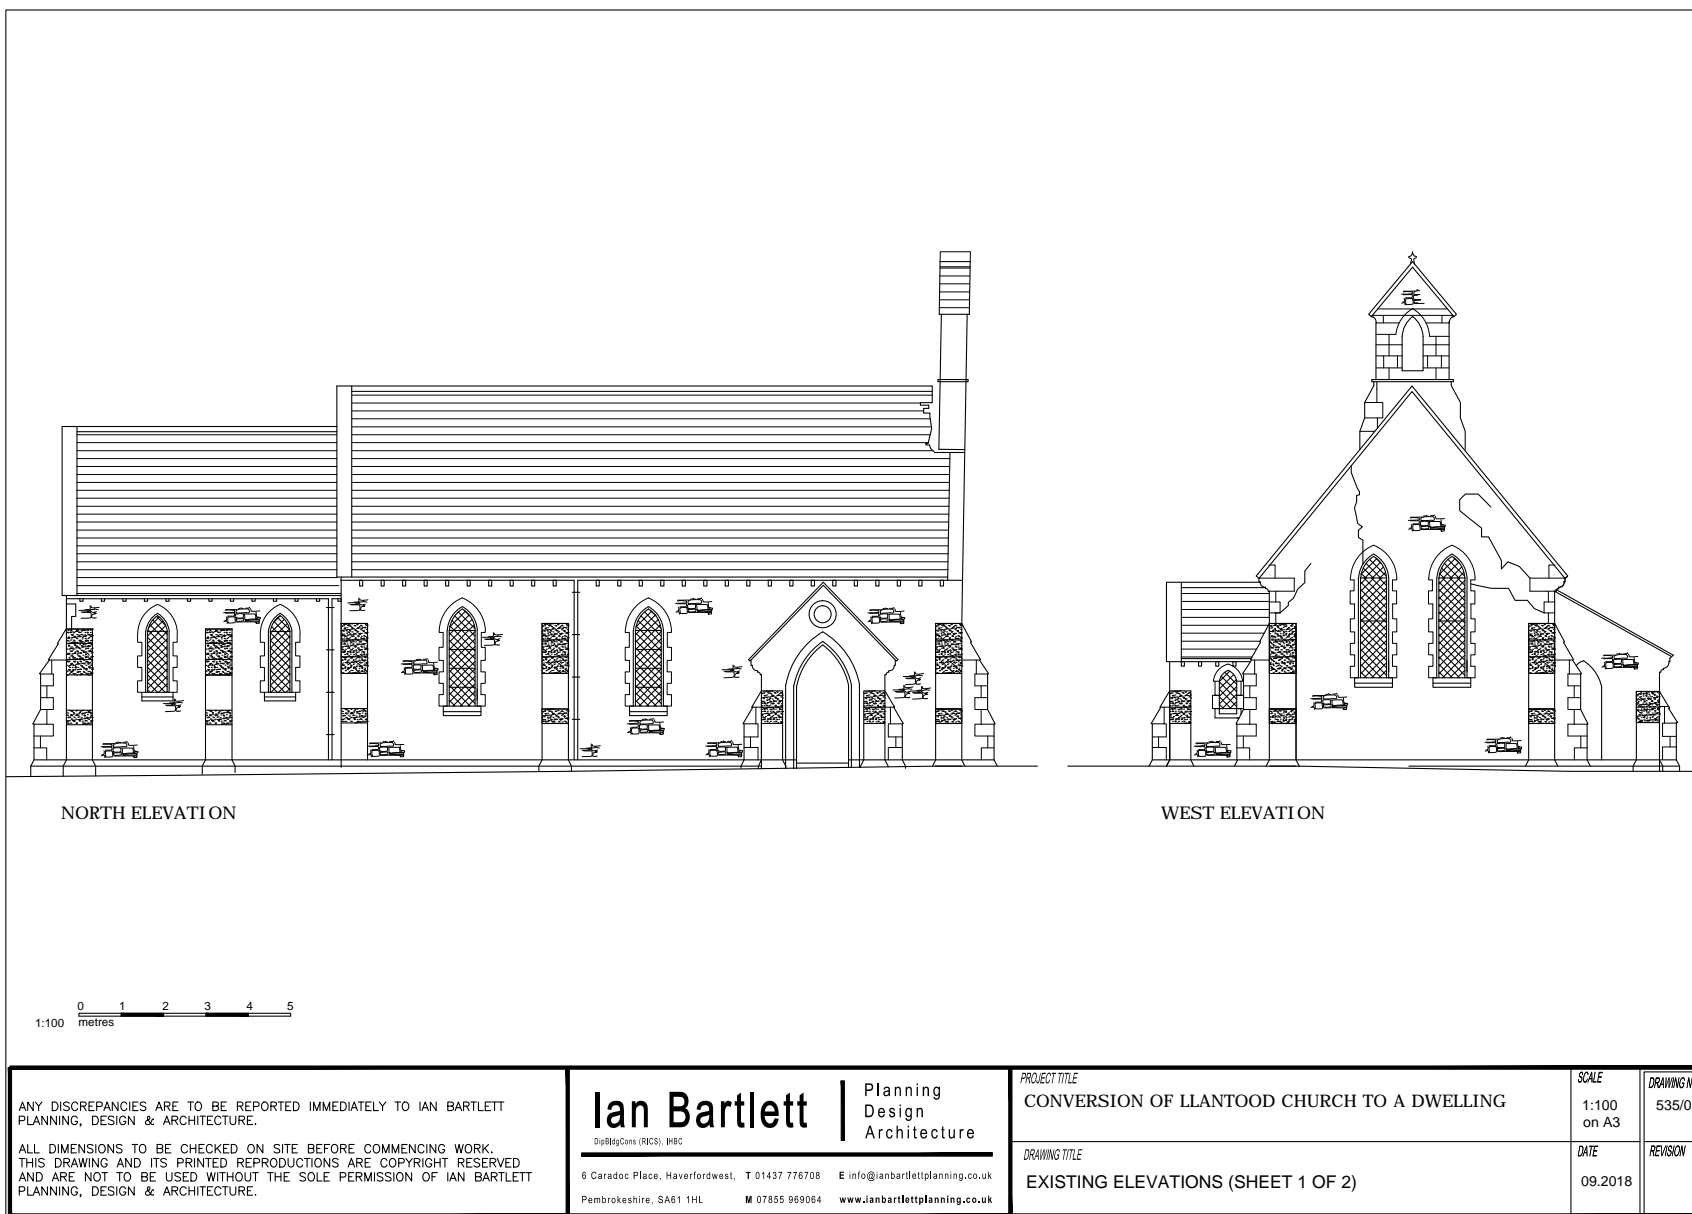 NORTH ELEVATION
WEST ELEVATION
0 1 2 3 4 5
1:100 metres
ANY DISCREPANCIES ARE TO BE REPORTED IMMEDIATELY TO IAN BARTLETT
PLANNING, DESIGN & ARCHITECTURE.
ALL DIMENSIONS TO BE CHECKED ON SITE BEFORE COMMENCING WORK.
THIS DRAWING AND ITS PRINTED REPRODUCTIONS ARE COPYRIGHT RESERVED
AND ARE NOT TO BE USED WITHOUT THE SOLE PERMISSION OF IAN BARTLETT
PLANNING, DESIGN & ARCHITECTURE.
Ian Bartlett
DipBldgCons (RICS), IHBC
Planning
Design
Architecture
6 Caradoc Place, Haverfordwest, T 01437 776708 E info@ianbartlettplanning.co.uk
Pembrokeshire, SA61 1HL M 07855 969064 www.ianbartlettplanning.co.uk
PROJECT TITLE
CONVERSION OF LLANTOOD CHURCH TO A DWELLING
DRAWING TITLE
EXISTING ELEVATIONS (SHEET 1 OF 2)
SCALE
1:100
on A3
DATE
09.2018
DRAWING N
535/0
REVISION